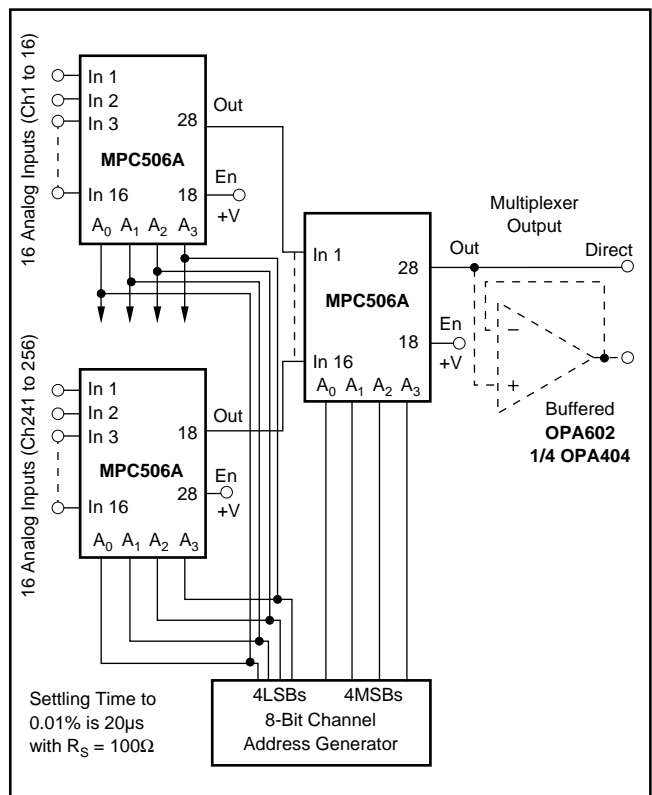 16 Analog Inputs (Ch1 to 16)
In 1
In 2
In 3
In 16
MPC506A
28
Out
18
En
+V
A0 A1 A2 A3
16 Analog Inputs (Ch241 to 256)
In 1
In 2
In 3
In 16
MPC506A
18
Out
28
En
+V
A0 A1 A2 A3
In 1
In 16
MPC506A
28
Out
18
En
+V
A0 A1 A2 A3
Multiplexer
Output
Direct
–
+
Buffered
OPA602
1/4 OPA404
4LSBs 4MSBs
8-Bit Channel
Address Generator
Settling Time to
0.01% is 20µs
with RS = 100Ω